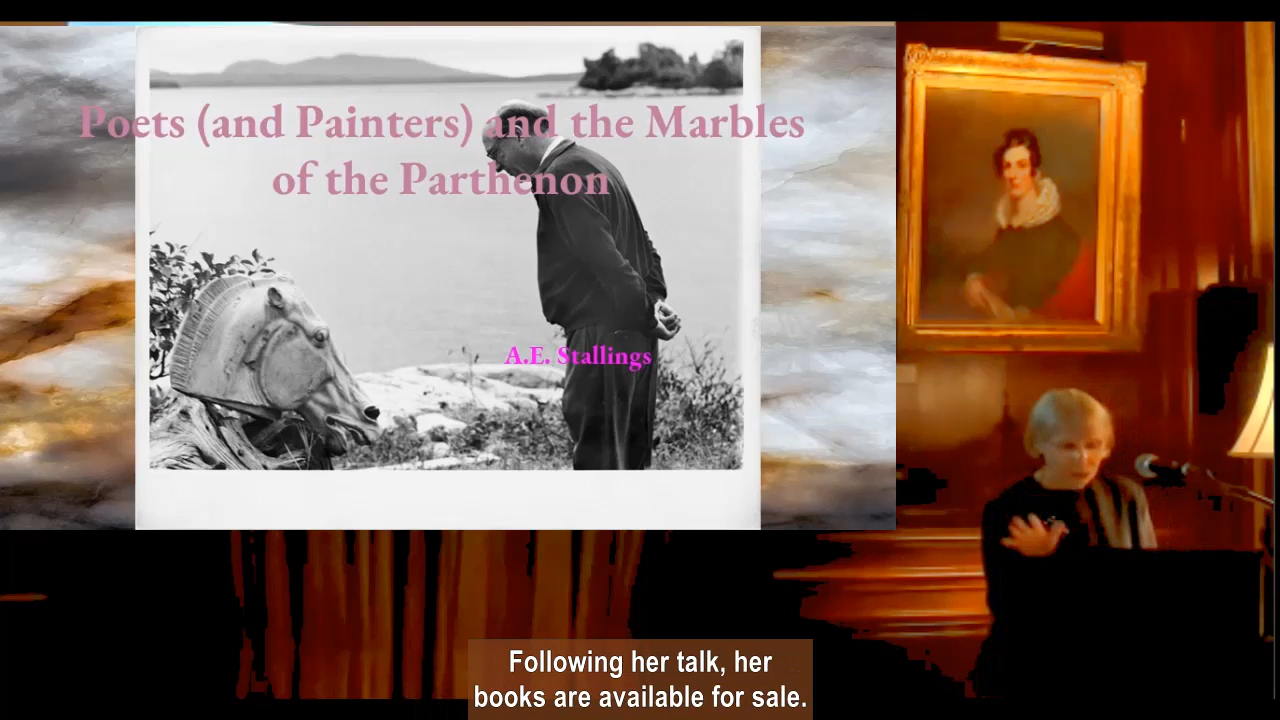 Poets (and Painters) and the Marbles
of the Parthenon
A.E. Stallings
Following her talk, her
books are available for sale.